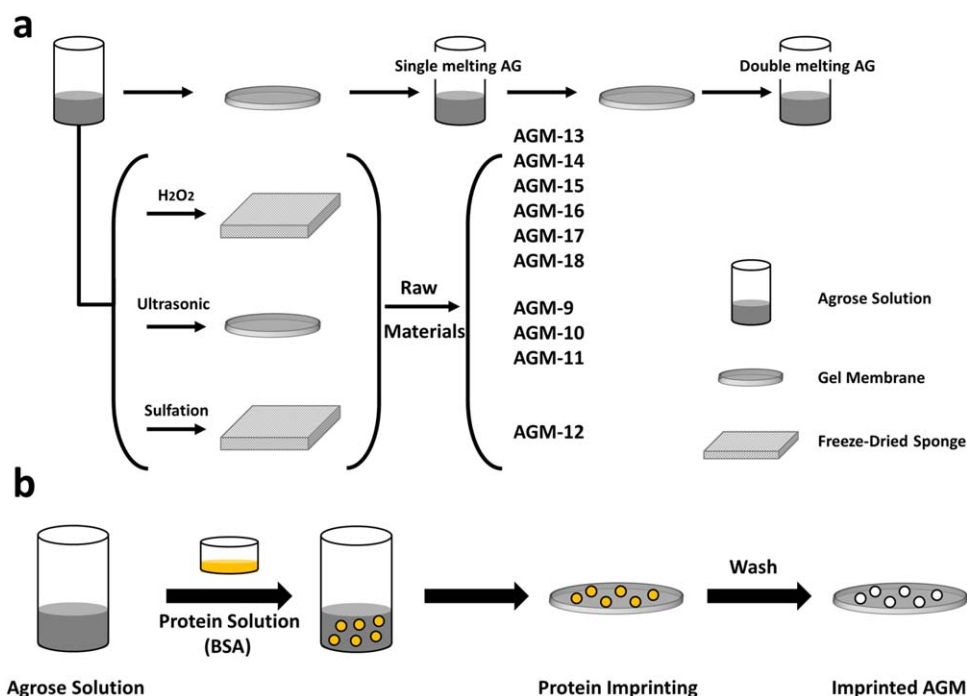 a
Single melting AG
Double melting AG
H2O2
Ultrasonic
Sulfation
Raw
Materials
AGM-13
AGM-14
AGM-15
AGM-16
AGM-17
AGM-18
AGM-9
AGM-10
AGM-11
AGM-12
Agrose Solution
Gel Membrane
Freeze-Dried Sponge
b
Protein Solution
(BSA)
Wash
Agrose Solution
Protein Imprinting
Imprinted AGM